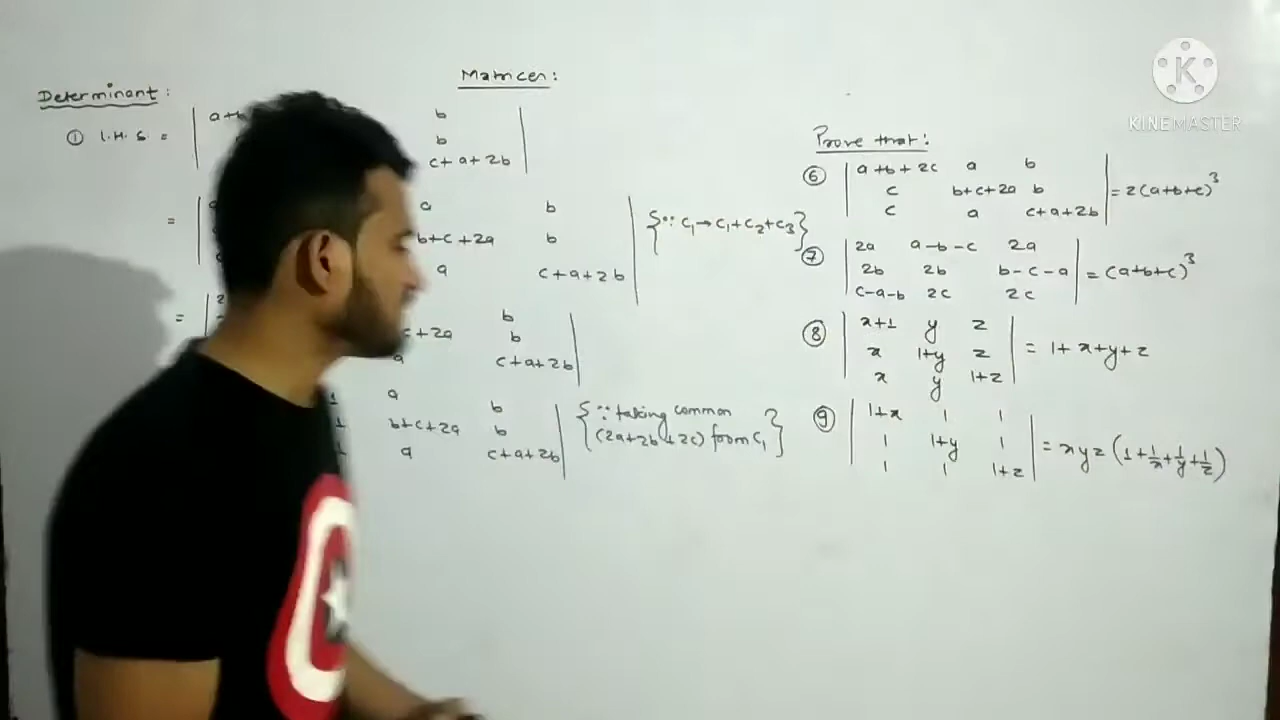 Matrices:
Determinant:
① L.H.S. = | a+b b |
b
c+a+2b
= | a b | {∵ C₁→C₁+C₂+C₃}
b+c+2a b
a c+a+2b
= | 2 b |
c+2a b
a c+a+2b
1 a b
1 b+c+2a b {∵ taking common
1 a c+a+2b (2a+2b+2c) from C₁}
Prove that:
⑥ | a+b+2c a b |
c b+c+2a b = 2(a+b+c)³
c a c+a+2b
⑦ | 2a a-b-c 2a |
2b 2b b-c-a = (a+b+c)³
c-a-b 2c 2c
⑧ | x+1 y z |
x 1+y z = 1+x+y+z
x y 1+z
⑨ | 1+x 1 1 |
1 1+y 1 = xyz(1+1/x+1/y+1/z)
1 1 1+z
K
KINEMASTER